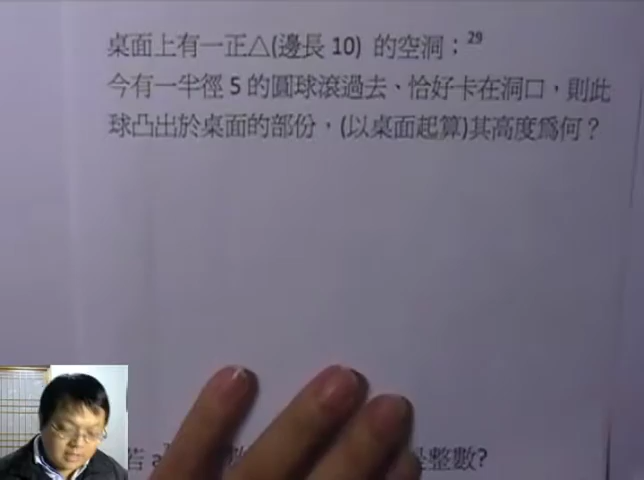 桌面上有一正△(邊長 10) 的空洞：29
今有一半徑 5 的圓球滾過去、恰好卡在洞口，則此
球凸出於桌面的部份，(以桌面起算)其高度為何？
若 a
是整數?